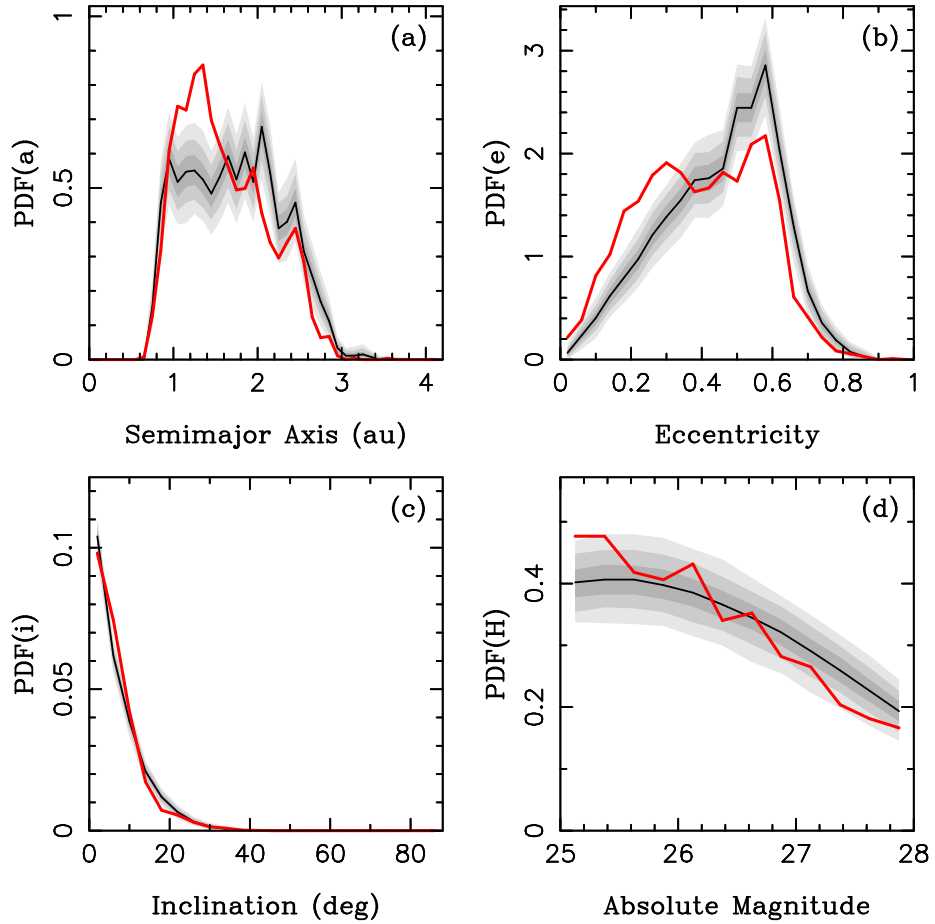 (a)
1
0.5
0
PDF(a)
0 1 2 3 4
Semimajor Axis (au)
(b)
3
2
1
0
PDF(e)
0 0.2 0.4 0.6 0.8 1
Eccentricity
(c)
0.1
0.05
0
PDF(i)
0 20 40 60 80
Inclination (deg)
(d)
0.4
0.2
0
PDF(H)
25 26 27 28
Absolute Magnitude